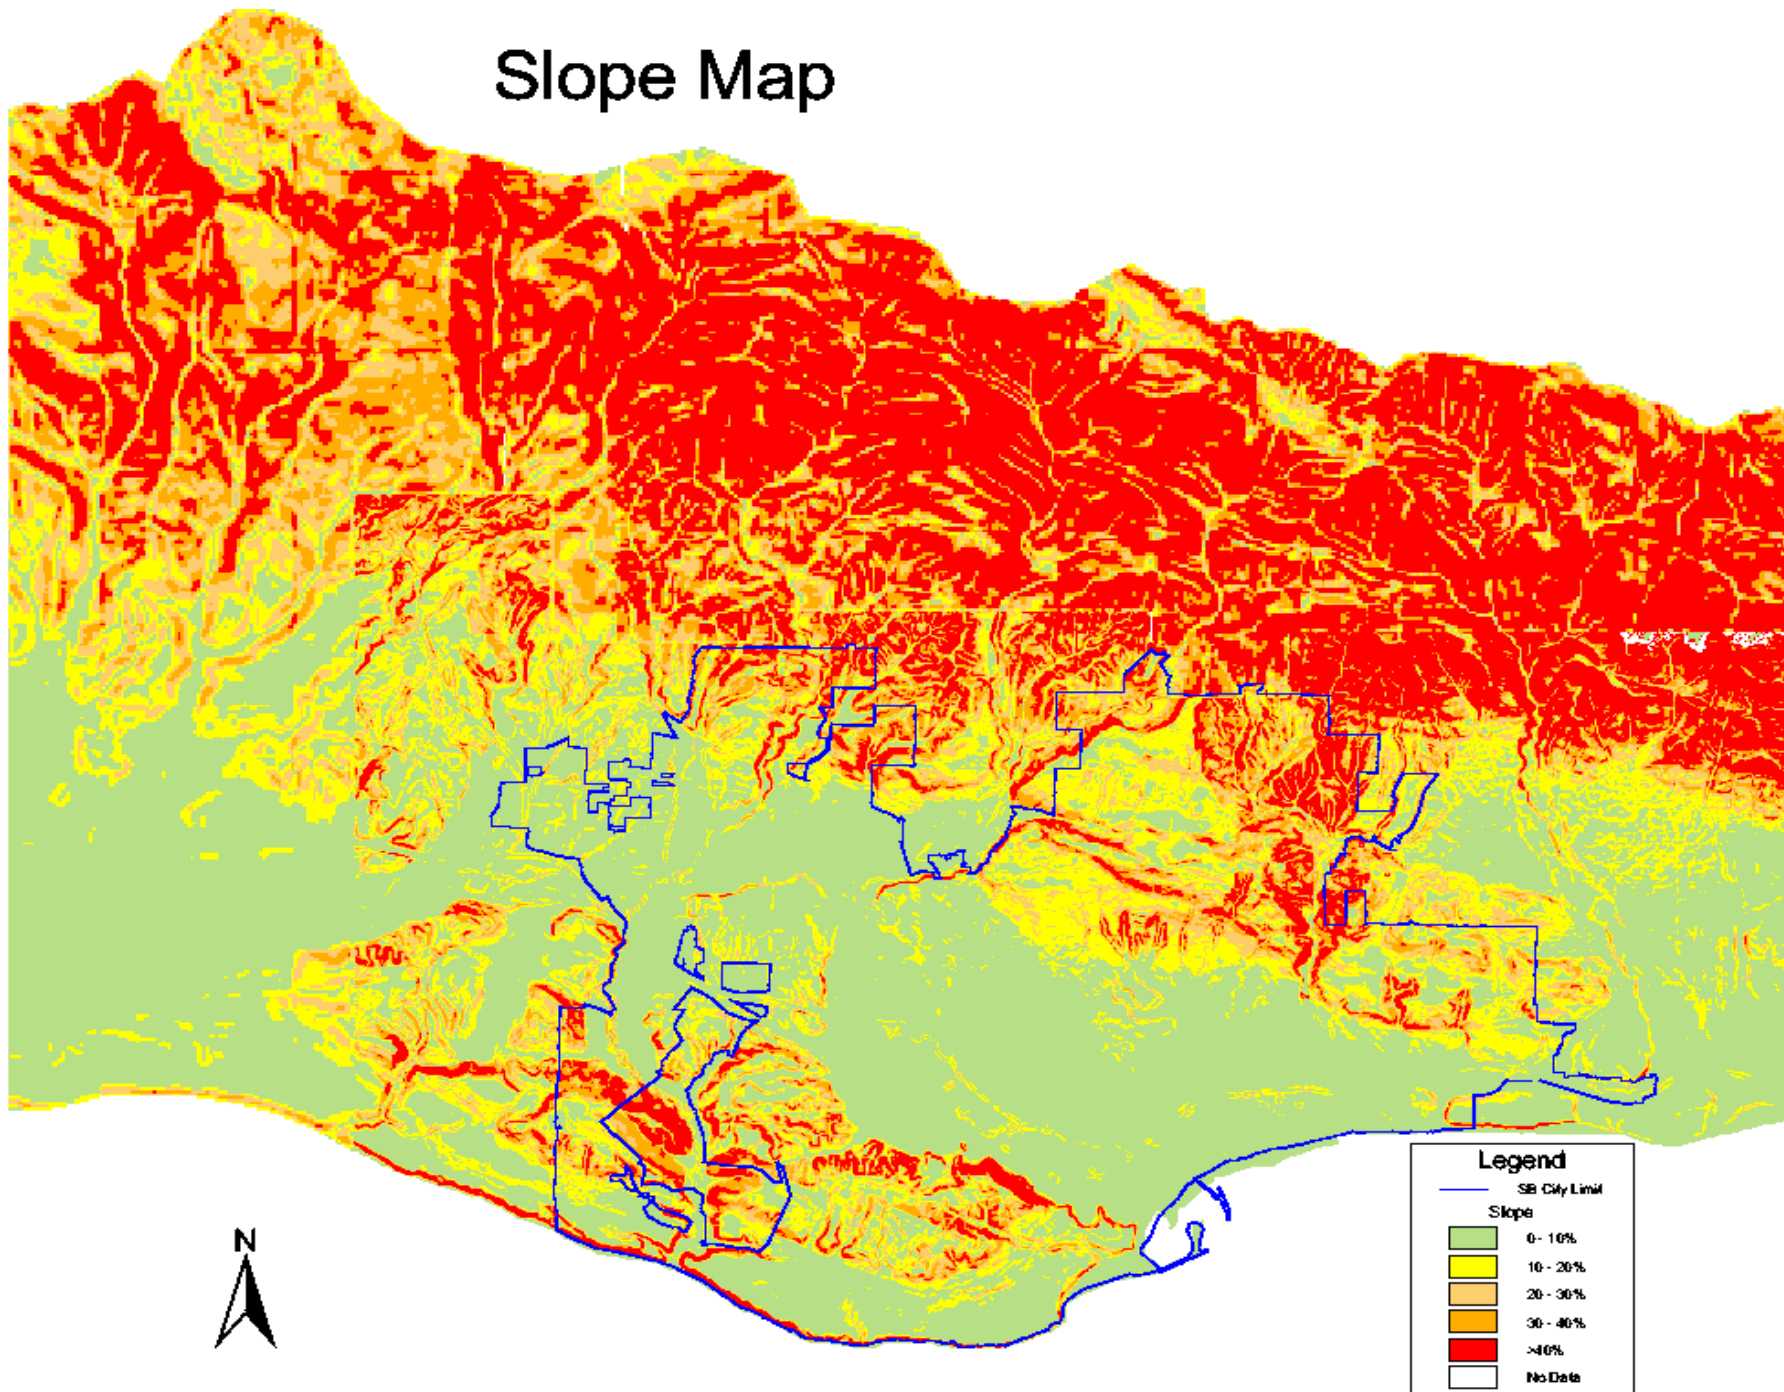 Slope Map
N
Legend
SB City Limit
Slope
0 - 10%
10 - 20%
20 - 30%
30 - 40%
>40%
No Data